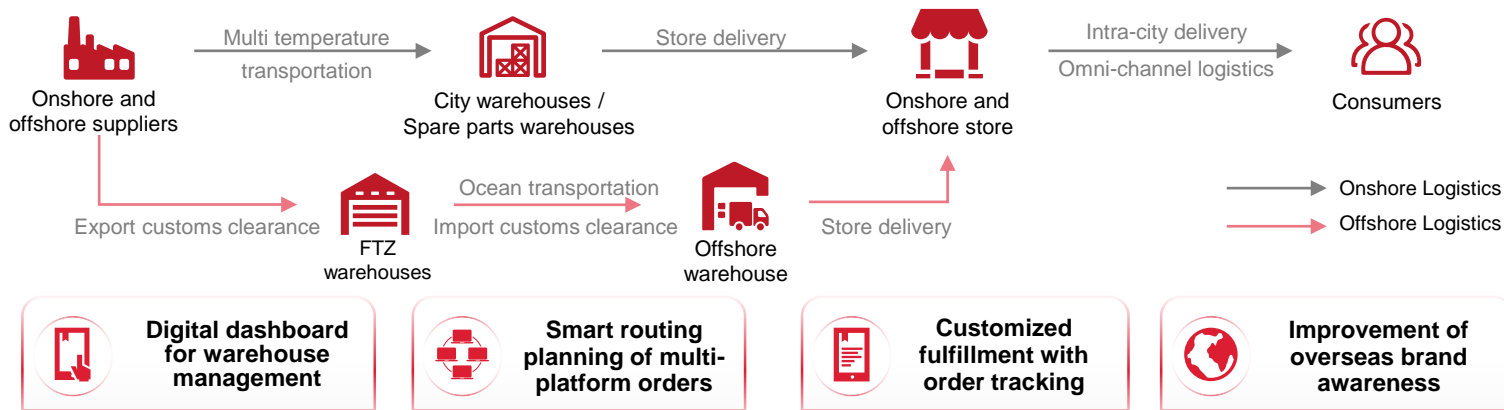 Multi temperature
transportation
Store delivery
Intra-city delivery
Omni-channel logistics
Onshore and
offshore suppliers
City warehouses /
Spare parts warehouses
Onshore and
offshore store
Consumers
Export customs clearance
FTZ
warehouses
Ocean transportation
Import customs clearance
Offshore
warehouse
Store delivery
Onshore Logistics
Offshore Logistics
Digital dashboard
for warehouse
management
Smart routing
planning of multi-
platform orders
Customized
fulfillment with
order tracking
Improvement of
overseas brand
awareness